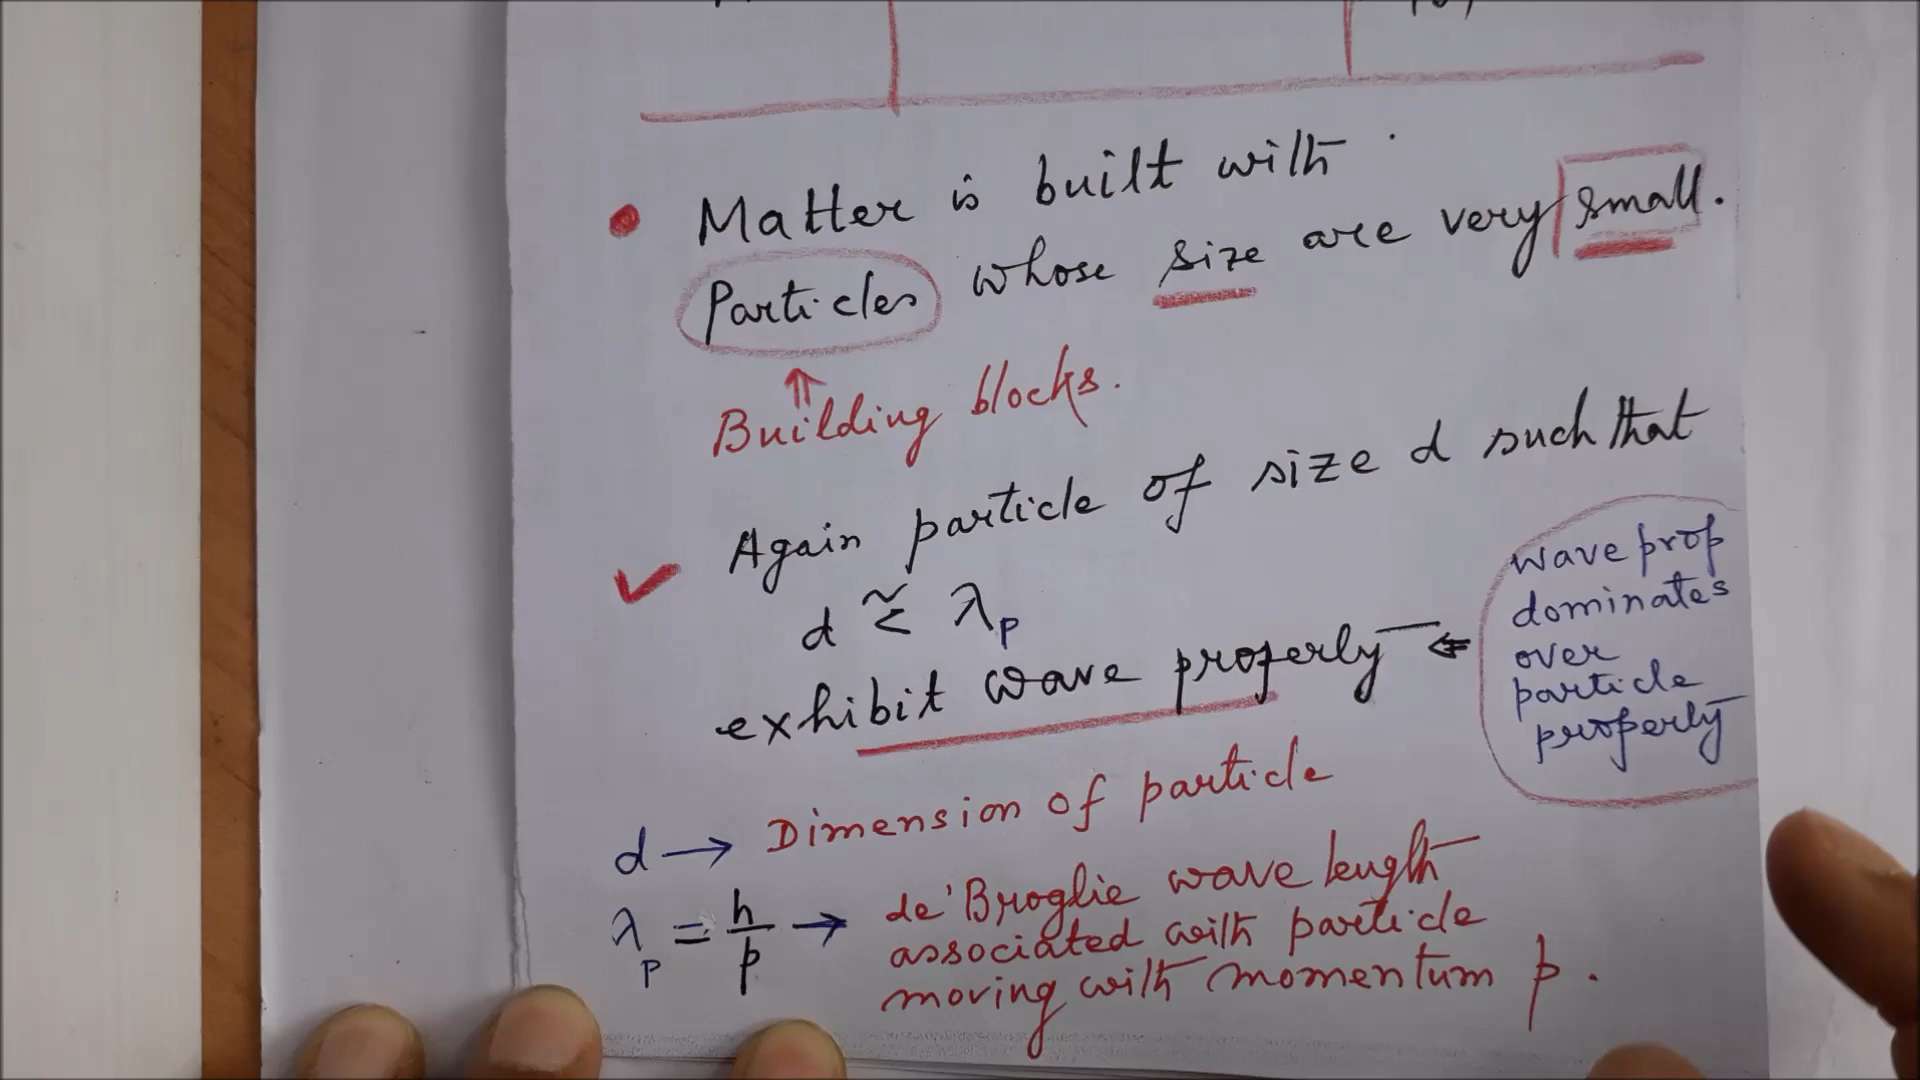 Matter is built with
Particles whose size are very small.
Building blocks.
Again particle of size d such that
d ≲ λp
exhibit wave property
wave prop
dominates
over
particle
property
d → Dimension of particle
λp = h/p → de'Broglie wave length
associated with particle
moving with momentum p.